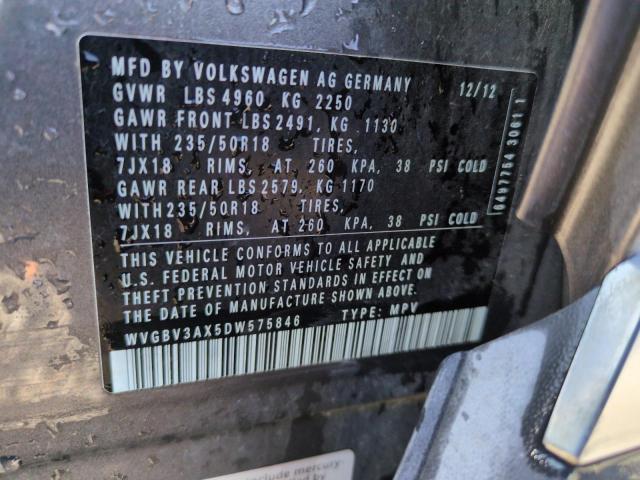 MFD BY VOLKSWAGEN AG GERMANY 12/12
GVWR LBS 4960 KG 2250
GAWR FRONT LBS 2491, KG 1130
WITH 235/50R18 TIRES,
7JX18 RIMS, AT 260 KPA, 38 PSI COLD
GAWR REAR LBS 2579, KG 1170
WITH 235/50R18 TIRES,
7JX18 RIMS, AT 260 KPA, 38 PSI COLD
THIS VEHICLE CONFORMS TO ALL APPLICABLE
U.S. FEDERAL MOTOR VEHICLE SAFETY AND
THEFT PREVENTION STANDARDS IN EFFECT ON
THE DATE OF MANUFACTURE SHOWN ABOVE.
WVGBV3AX5DW575846 TYPE: MPV
include mercury